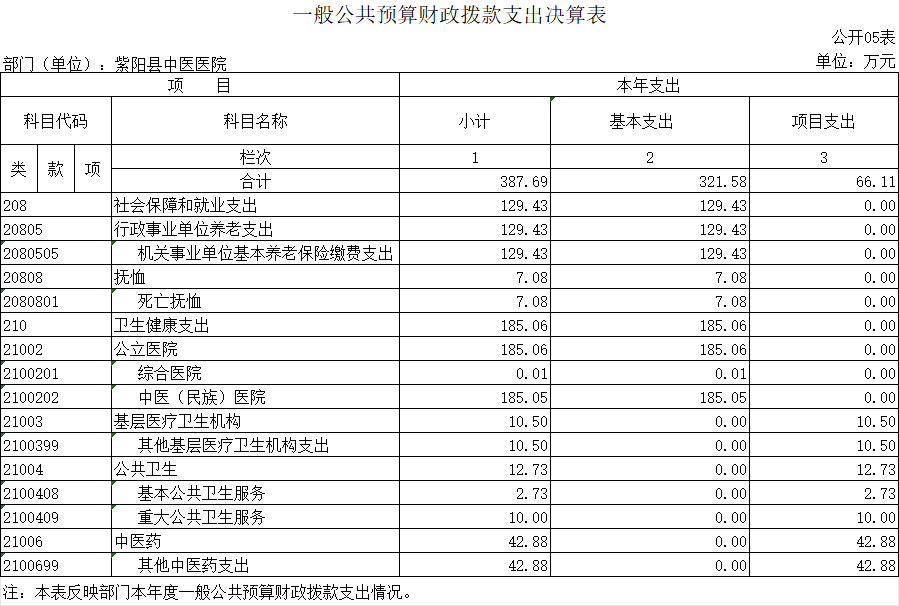 一般公共预算财政拨款支出决算表
公开05表
部门（单位）：紫阳县中医医院 单位：万元
项 目 本年支出
科目代码 科目名称 小计 基本支出 项目支出
类 款 项 栏次 1 2 3
合计 387.69 321.58 66.11
208 社会保障和就业支出 129.43 129.43 0.00
20805 行政事业单位养老支出 129.43 129.43 0.00
2080505 机关事业单位基本养老保险缴费支出 129.43 129.43 0.00
20808 抚恤 7.08 7.08 0.00
2080801 死亡抚恤 7.08 7.08 0.00
210 卫生健康支出 185.06 185.06 0.00
21002 公立医院 185.06 185.06 0.00
2100201 综合医院 0.01 0.01 0.00
2100202 中医（民族）医院 185.05 185.05 0.00
21003 基层医疗卫生机构 10.50 0.00 10.50
2100399 其他基层医疗卫生机构支出 10.50 0.00 10.50
21004 公共卫生 12.73 0.00 12.73
2100408 基本公共卫生服务 2.73 0.00 2.73
2100409 重大公共卫生服务 10.00 0.00 10.00
21006 中医药 42.88 0.00 42.88
2100699 其他中医药支出 42.88 0.00 42.88
注：本表反映部门本年度一般公共预算财政拨款支出情况。